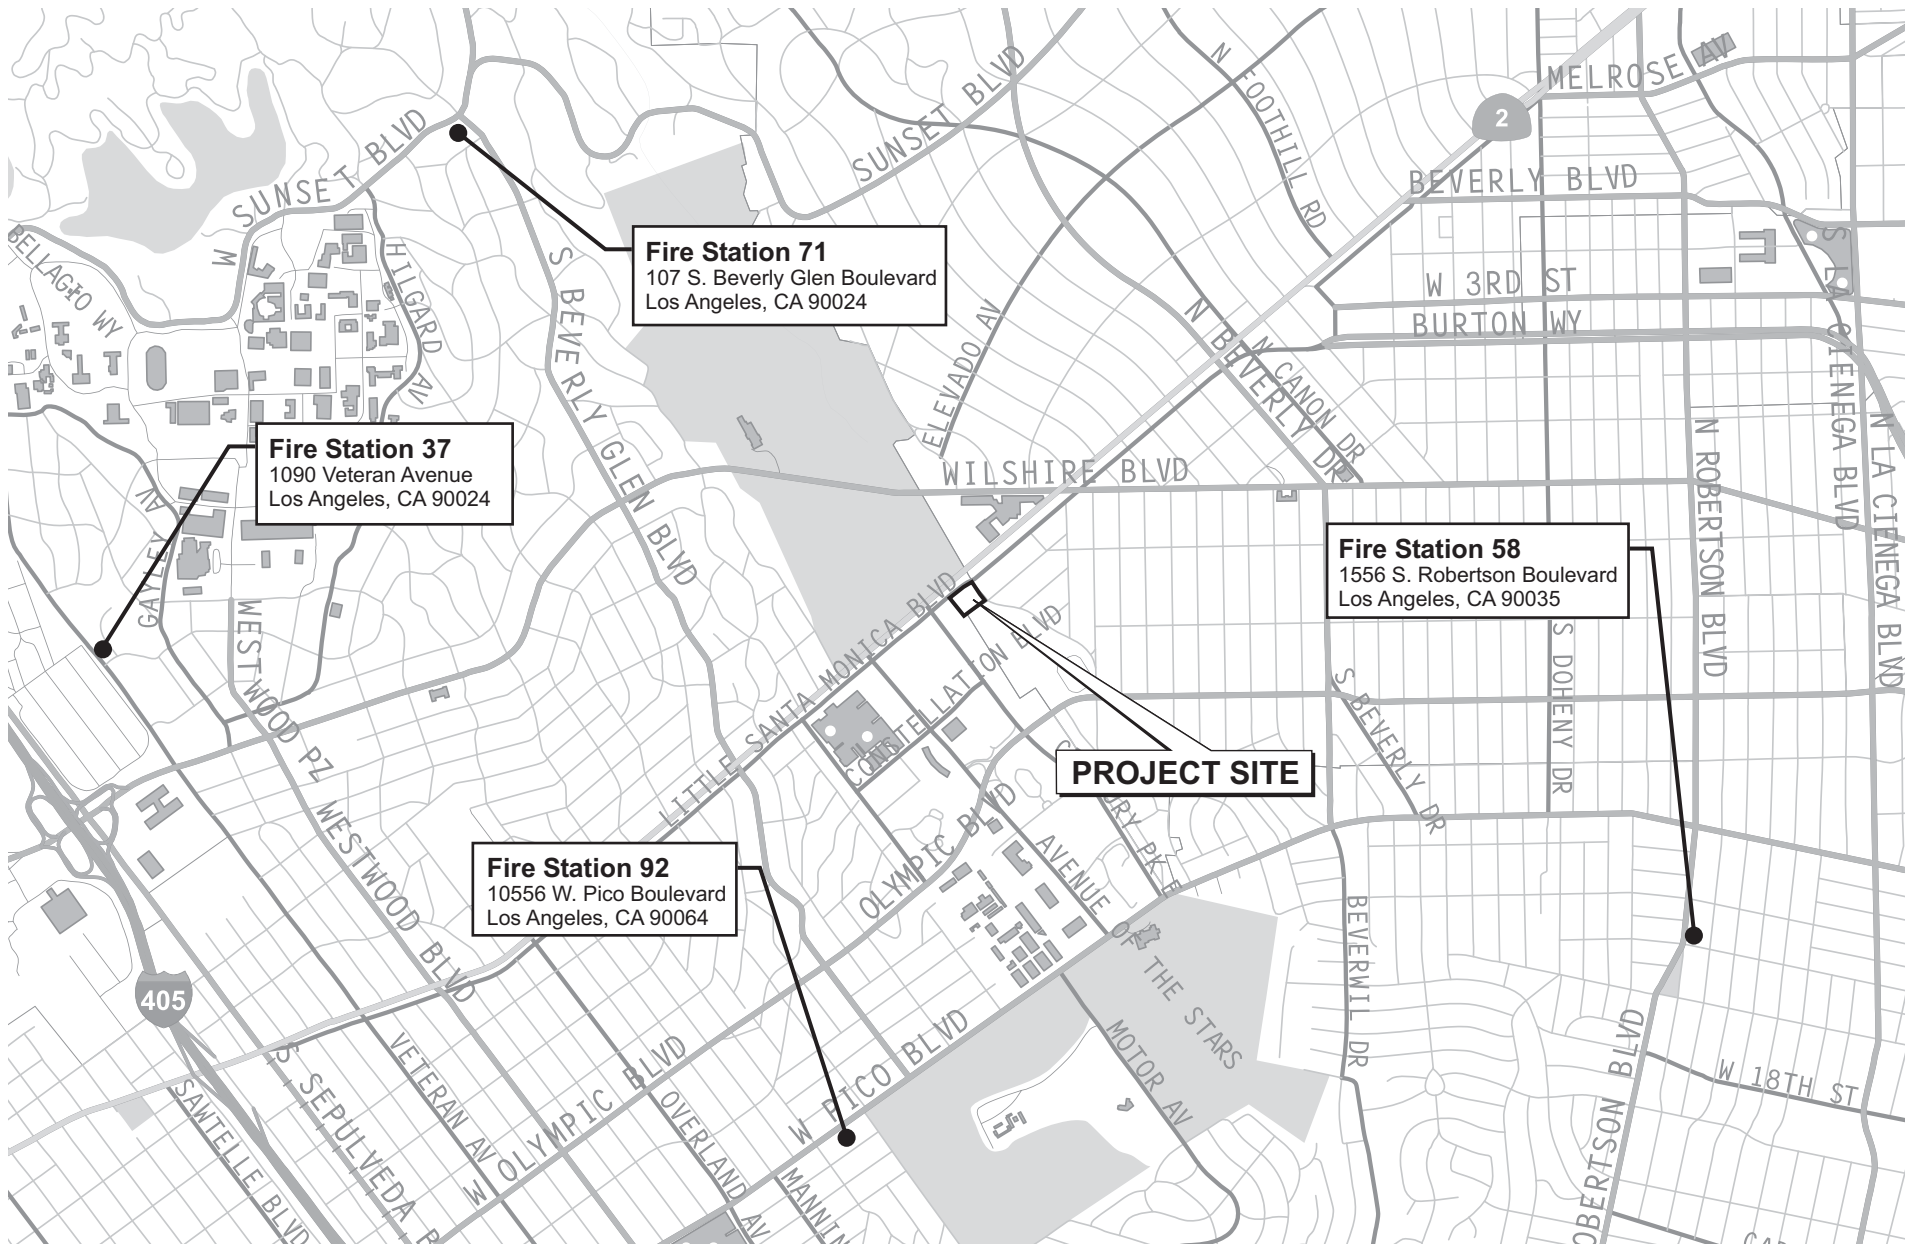 N FOOTHILL RD
SUNSET BLVD
MELROSE AV
2
W SUNSET BLVD
BEVERLY BLVD
BELLAGIO WY
HILGARD AV
S BEVERLY GLEN BLVD
Fire Station 71
107 S. Beverly Glen Boulevard
Los Angeles, CA 90024
W 3RD ST
BURTON WY
S LA CIENEGA BLVD
ELEVADO AV
N BEVERLY DR
N CANON DR
Fire Station 37
1090 Veteran Avenue
Los Angeles, CA 90024
WILSHIRE BLVD
N ROBERTSON BLVD
N LA CIENEGA BLVD
GAYLEY AV
WESTWOOD PZ
Fire Station 58
1556 S. Robertson Boulevard
Los Angeles, CA 90035
LITTLE SANTA MONICA BLVD
CONSTELLATION BLVD
S BEVERLY DR
S DOHENY DR
PROJECT SITE
WESTWOOD BLVD
Fire Station 92
10556 W. Pico Boulevard
Los Angeles, CA 90064
OLYMPIC BLVD
AVENUE OF THE STARS
URY PK E
BEVERWIL DR
405
S SEPULVEDA B
SAWTELLE BLVD
VETERAN AV
W OLYMPIC BLVD
OVERLAND AV
W PICO BLVD
MANNIN
MOTOR AV
OBERTSON BLVD
W 18TH ST